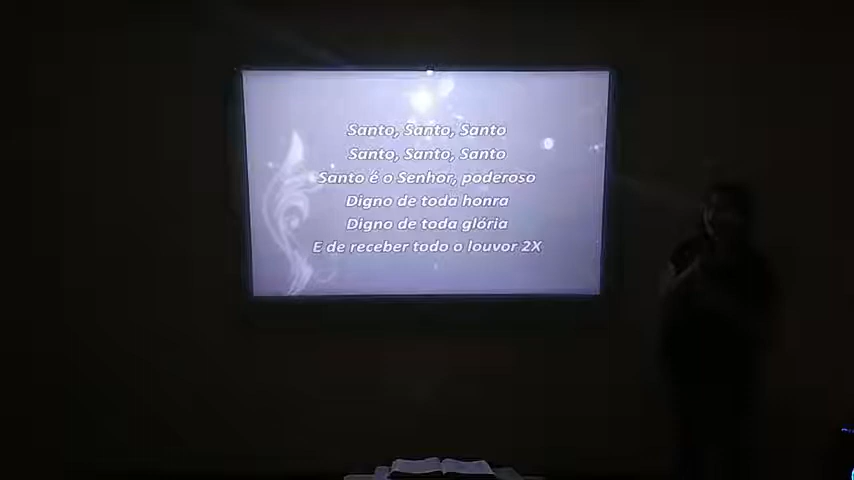 Santo, Santo, Santo
Santo, Santo, Santo
Santo é o Senhor, poderoso
Digno de toda honra
Digno de toda glória
E de receber todo o louvor 2X